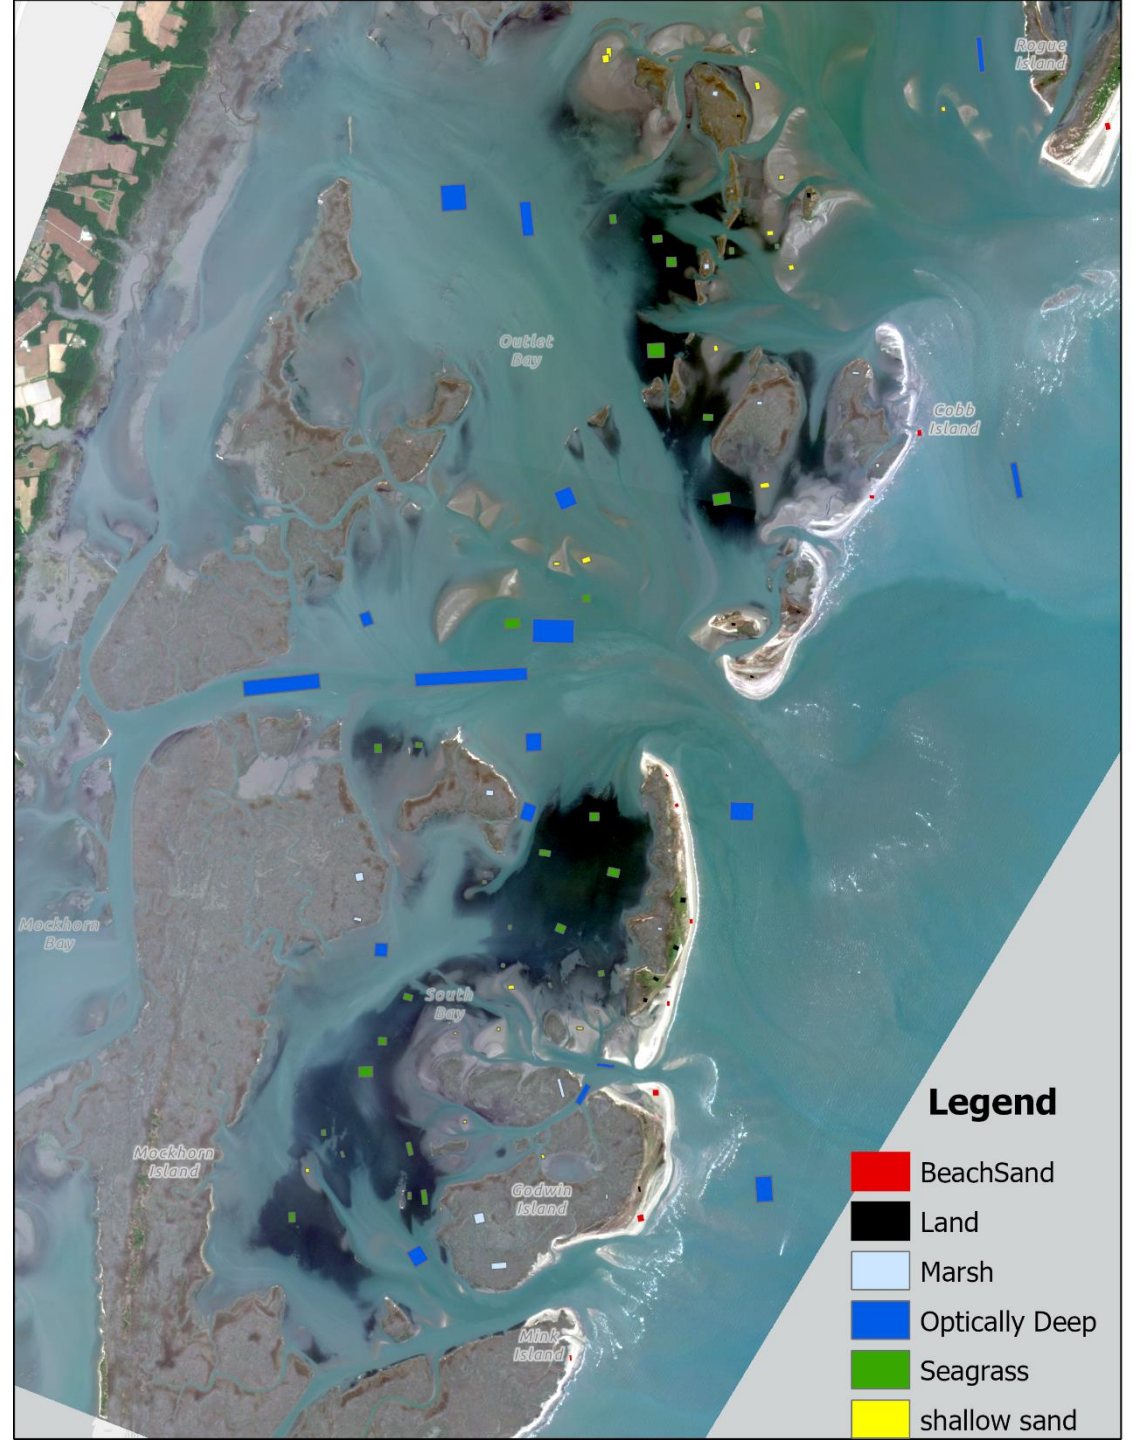 Rogue
Island
Outlet
Bay
Cobb
Island
Mockhorn
Bay
South
Bay
Mockhorn
Island
Godwin
Island
Mink
Island
Legend
BeachSand
Land
Marsh
Optically Deep
Seagrass
shallow sand